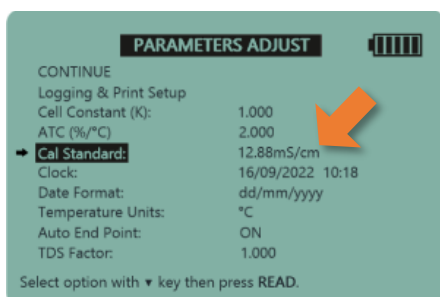 PARAMETERS ADJUST
CONTINUE
Logging & Print Setup
Cell Constant (K): 1.000
ATC (%/°C) 2.000
Cal Standard: 12.88mS/cm
Clock: 16/09/2022 10:18
Date Format: dd/mm/yyyy
Temperature Units: °C
Auto End Point: ON
TDS Factor: 1.000
Select option with ▼ key then press READ.